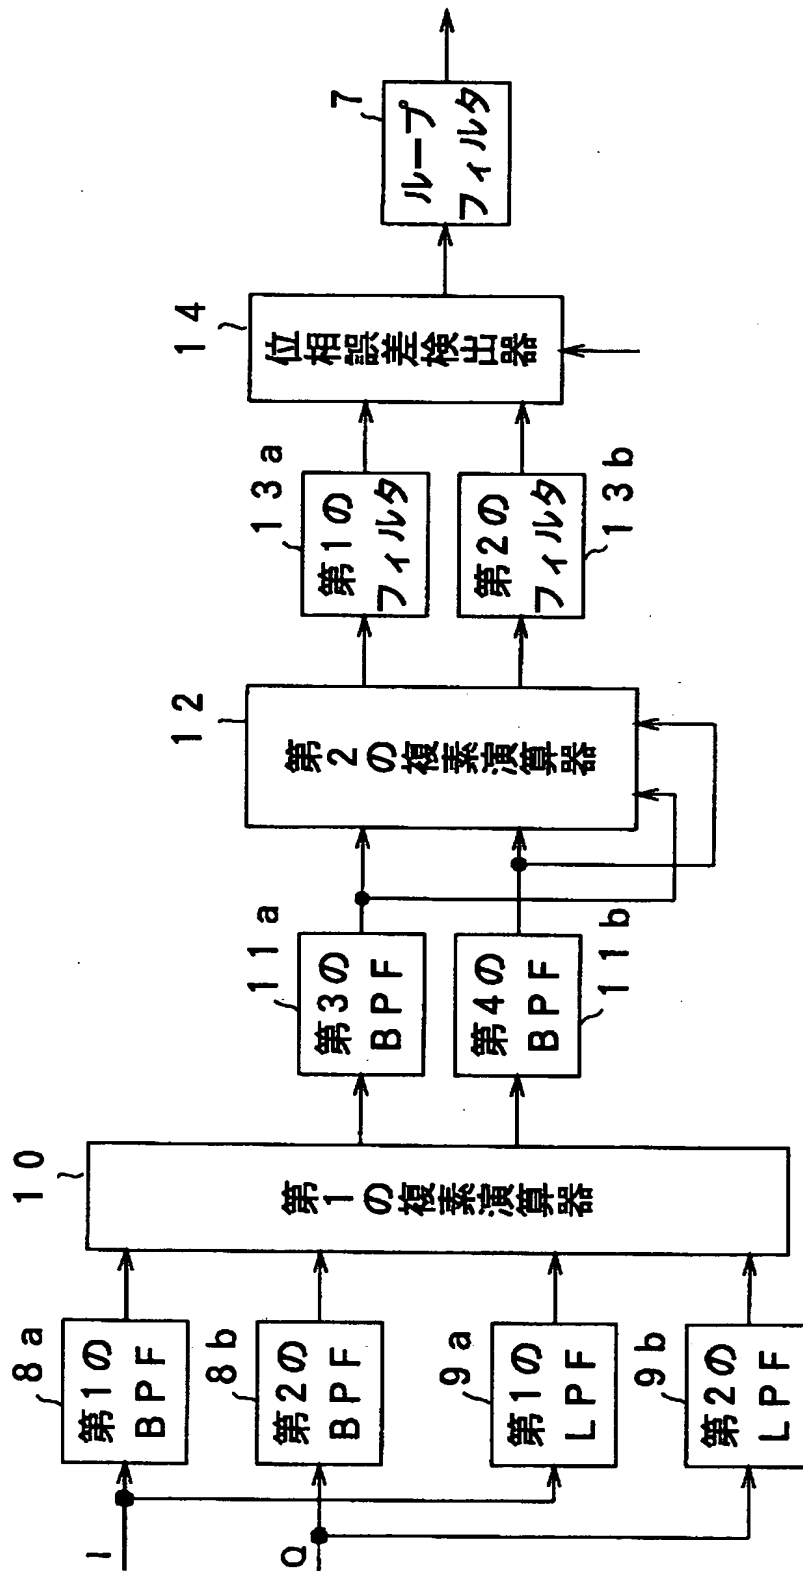 I
Q
8a
第1の
BPF
8b
第2の
BPF
9a
第1の
LPF
9b
第2の
LPF
10
第1の複素演算器
11a
第3の
BPF
11b
第4の
BPF
12
第2の複素演算器
13a
第1の
フィルタ
13b
第2の
フィルタ
14
位相誤差検出器
7
ループ
フィルタ